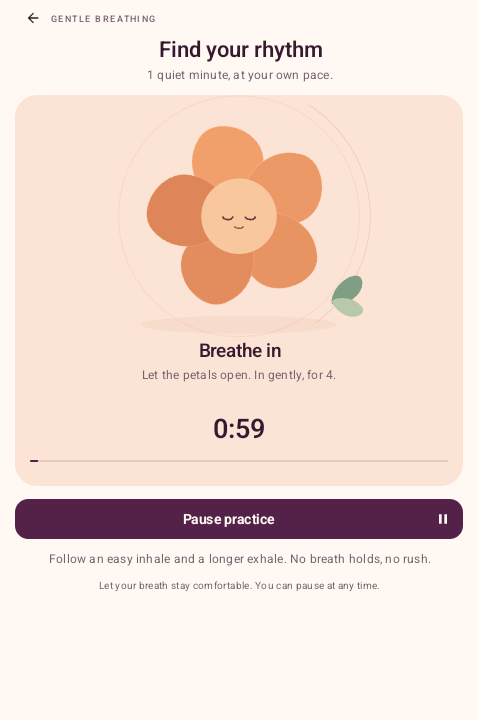 GENTLE BREATHING
Find your rhythm
1 quiet minute, at your own pace.
Breathe in
Let the petals open. In gently, for 4.
0:59
Pause practice
Follow an easy inhale and a longer exhale. No breath holds, no rush.
Let your breath stay comfortable. You can pause at any time.